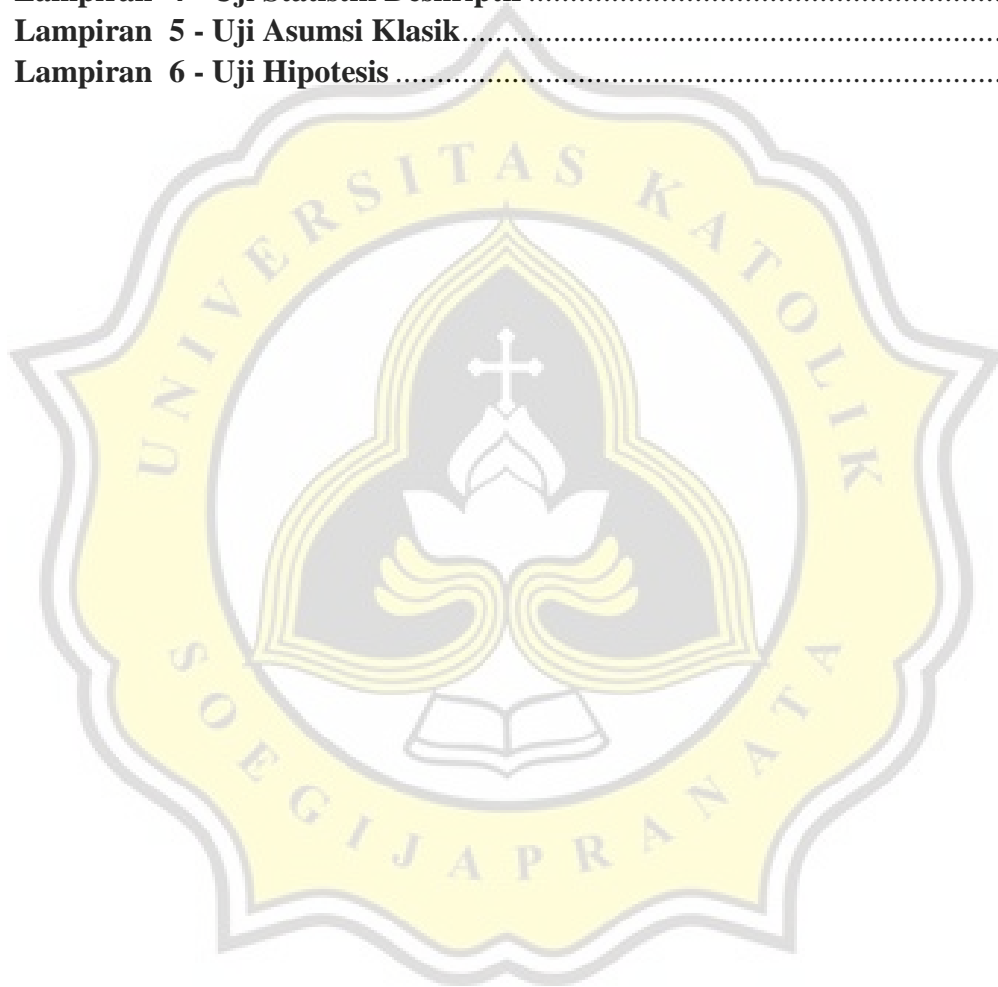 Lampiran 5 - Uji Asumsi Klasik......................................................................................
Lampiran 6 - Uji Hipotesis................................................................................................
UNIVERSITAS KATOLIK
SOEGIJAPRANATA